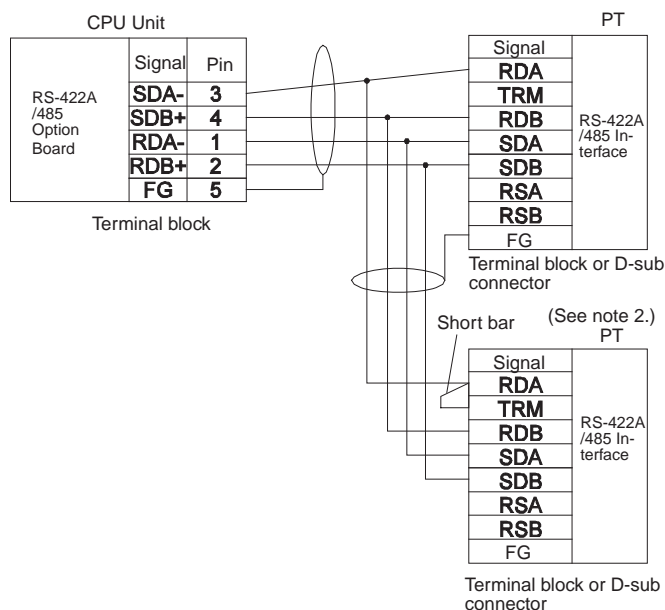 CPU Unit
Signal Pin
RS-422A
/485
Option
Board
SDA- 3
SDB+ 4
RDA- 1
RDB+ 2
FG 5
Terminal block
PT
Signal
RDA
TRM
RDB
SDA
SDB
RSA
RSB
FG
RS-422A
/485 In-
terface
Terminal block or D-sub
connector
Short bar
(See note 2.)
PT
Signal
RDA
TRM
RDB
SDA
SDB
RSA
RSB
FG
RS-422A
/485 In-
terface
Terminal block or D-sub
connector